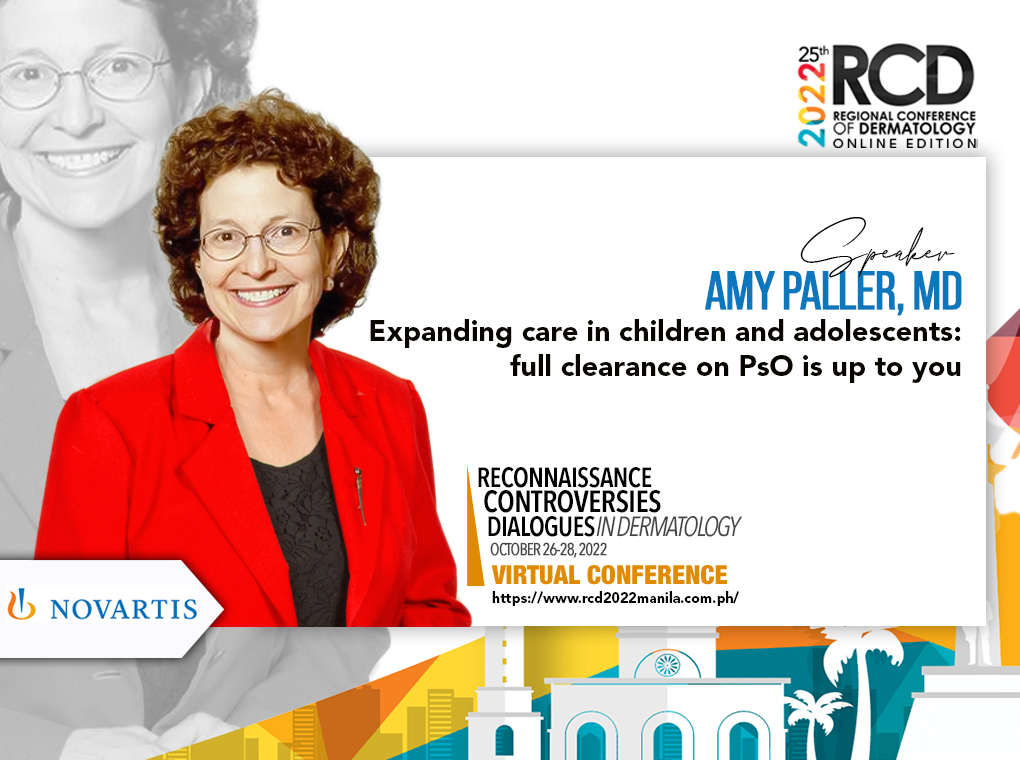 25th
2022
RCD
REGIONAL CONFERENCE
OF DERMATOLOGY
ONLINE EDITION
Speaker
AMY PALLER, MD
Expanding care in children and adolescents:
full clearance on PsO is up to you
RECONNAISSANCE
CONTROVERSIES
DIALOGUES IN DERMATOLOGY
OCTOBER 26-28, 2022
VIRTUAL CONFERENCE
https://www.rcd2022manila.com.ph/
NOVARTIS